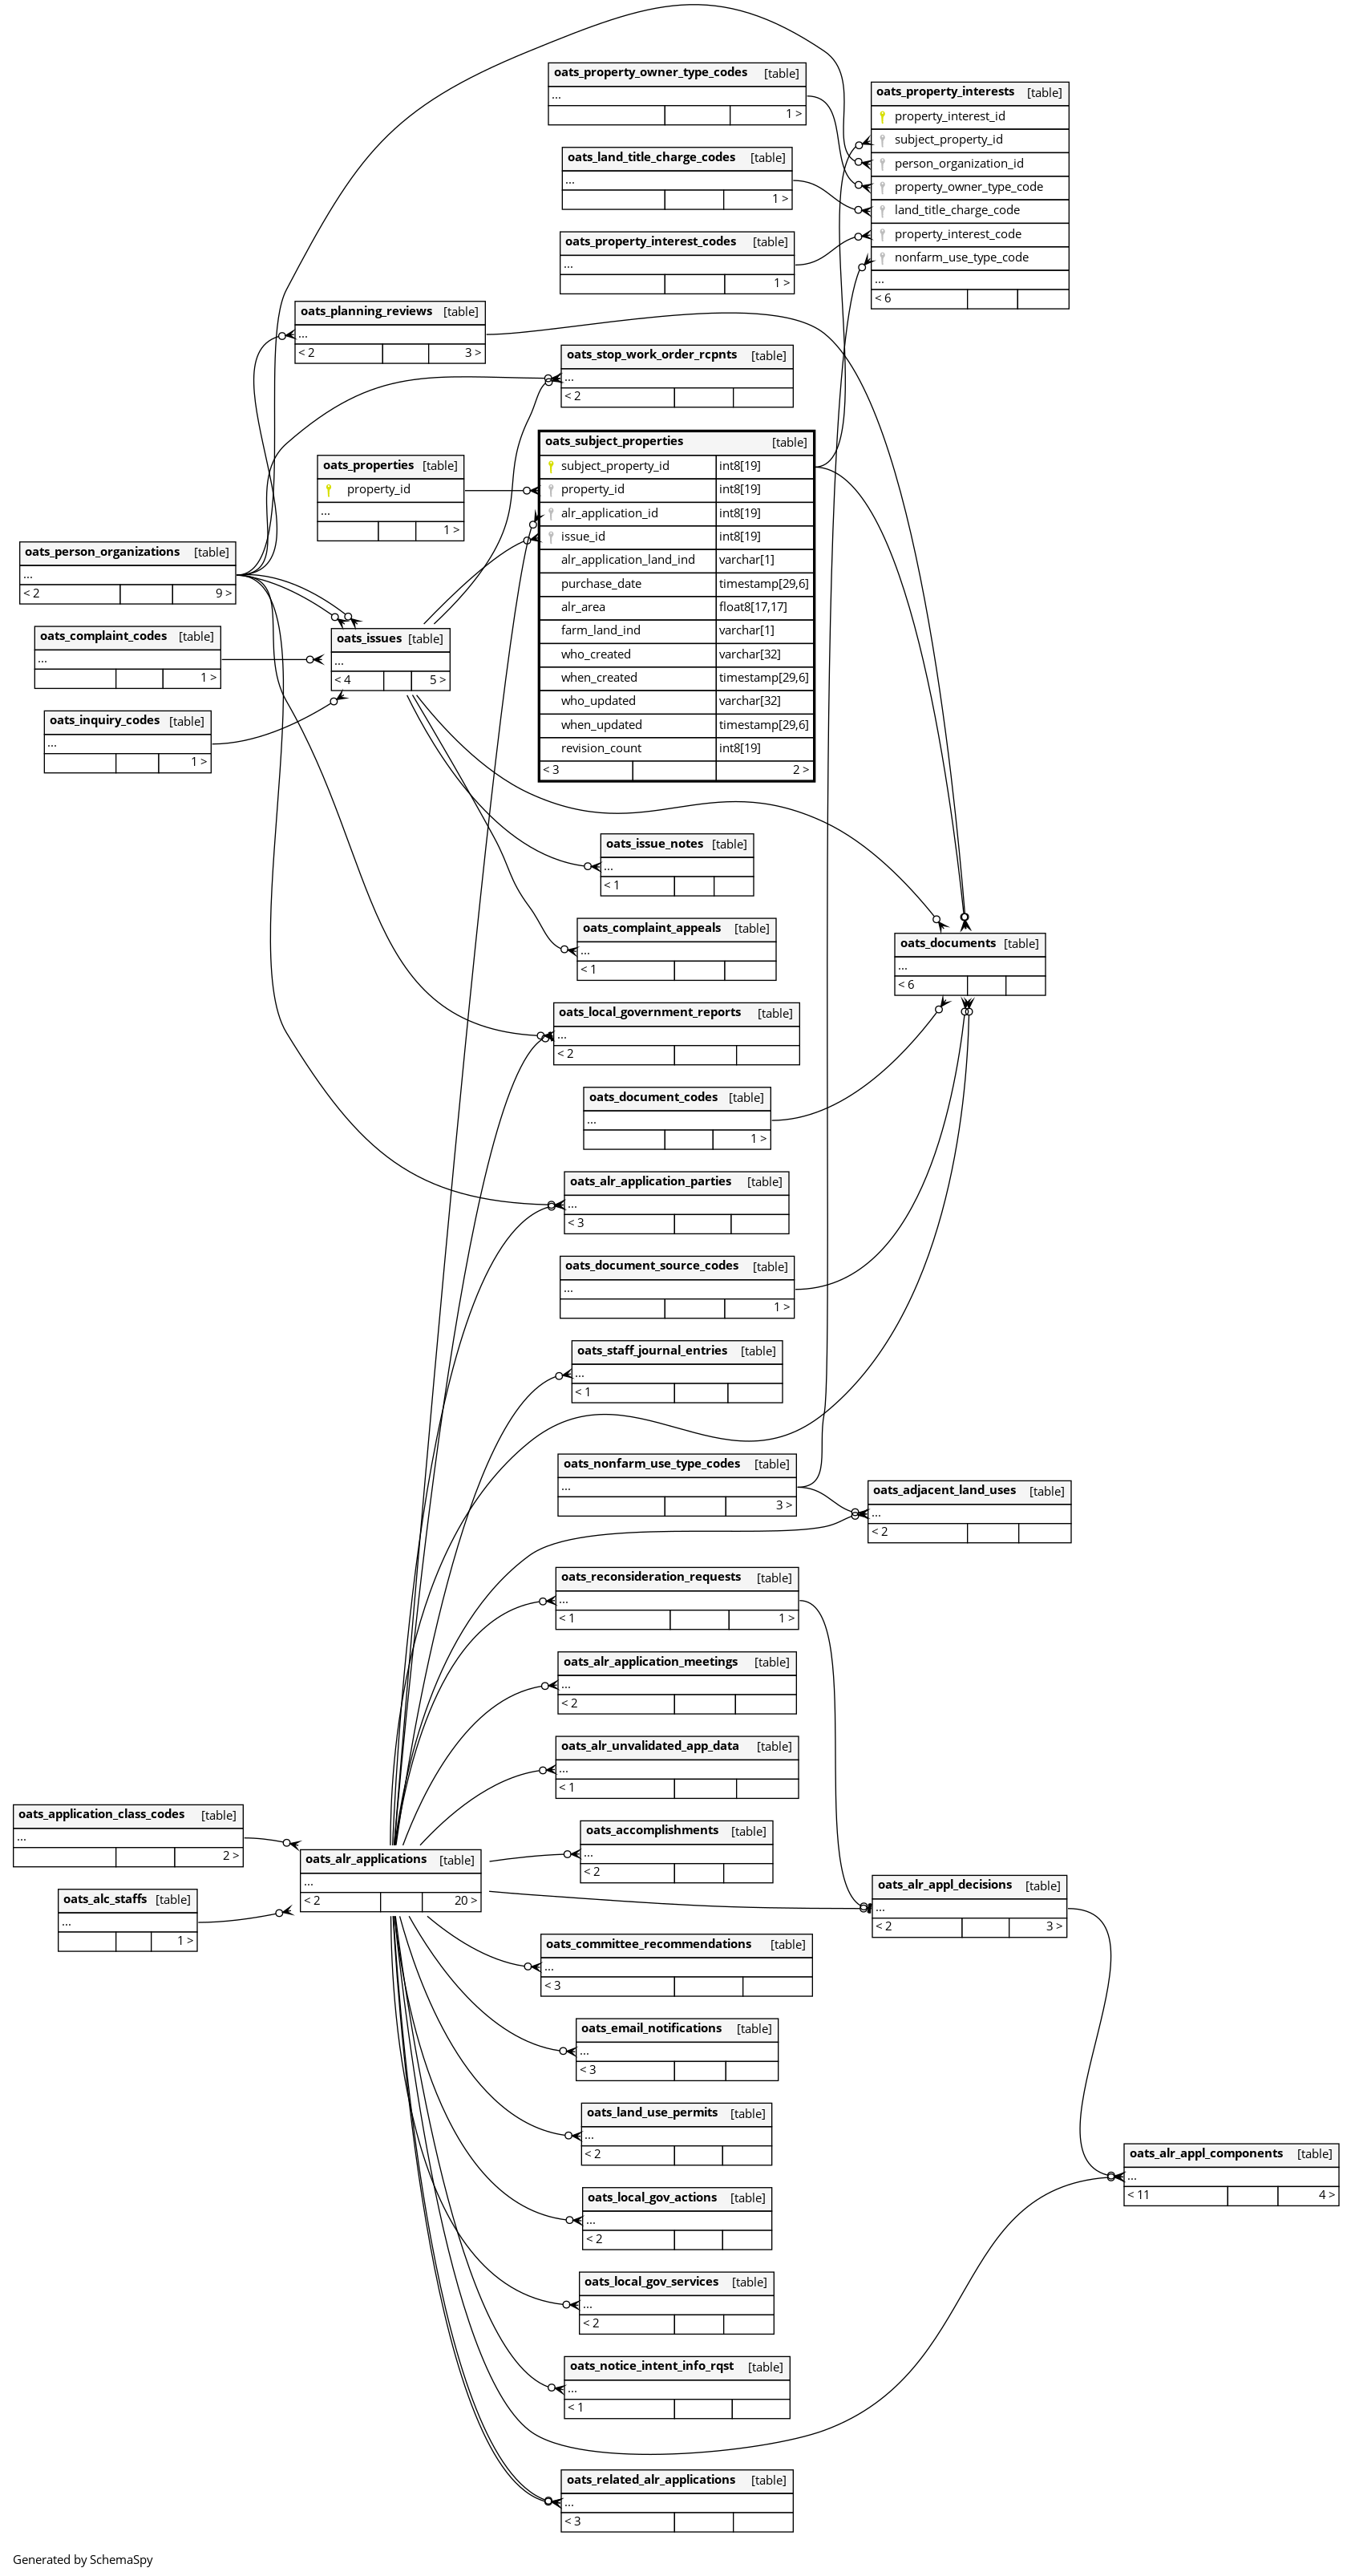 oats_property_owner_type_codes [table]
...
1 >
oats_property_interests [table]
property_interest_id
subject_property_id
person_organization_id
property_owner_type_code
land_title_charge_code
property_interest_code
nonfarm_use_type_code
...
< 6
oats_land_title_charge_codes [table]
...
1 >
oats_property_interest_codes [table]
...
1 >
oats_planning_reviews [table]
...
< 2 3 >
oats_stop_work_order_rcpnts [table]
...
< 2
oats_subject_properties [table]
subject_property_id int8[19]
property_id int8[19]
alr_application_id int8[19]
issue_id int8[19]
alr_application_land_ind varchar[1]
purchase_date timestamp[29,6]
alr_area float8[17,17]
farm_land_ind varchar[1]
who_created varchar[32]
when_created timestamp[29,6]
who_updated varchar[32]
when_updated timestamp[29,6]
revision_count int8[19]
< 3 2 >
oats_properties [table]
property_id
...
1 >
oats_person_organizations [table]
...
< 2 9 >
oats_complaint_codes [table]
...
1 >
oats_issues [table]
...
< 4 5 >
oats_inquiry_codes [table]
...
1 >
oats_issue_notes [table]
...
< 1
oats_complaint_appeals [table]
...
< 1
oats_documents [table]
...
< 6
oats_local_government_reports [table]
...
< 2
oats_document_codes [table]
...
1 >
oats_alr_application_parties [table]
...
< 3
oats_document_source_codes [table]
...
1 >
oats_staff_journal_entries [table]
...
< 1
oats_nonfarm_use_type_codes [table]
...
3 >
oats_adjacent_land_uses [table]
...
< 2
oats_reconsideration_requests [table]
...
< 1 1 >
oats_alr_application_meetings [table]
...
< 2
oats_alr_unvalidated_app_data [table]
...
< 1
oats_application_class_codes [table]
...
2 >
oats_accomplishments [table]
...
< 2
oats_alr_applications [table]
...
< 2 20 >
oats_alc_staffs [table]
...
1 >
oats_alr_appl_decisions [table]
...
< 2 3 >
oats_committee_recommendations [table]
...
< 3
oats_email_notifications [table]
...
< 3
oats_land_use_permits [table]
...
< 2
oats_alr_appl_components [table]
...
< 11 4 >
oats_local_gov_actions [table]
...
< 2
oats_local_gov_services [table]
...
< 2
oats_notice_intent_info_rqst [table]
...
< 1
oats_related_alr_applications [table]
...
< 3
Generated by SchemaSpy